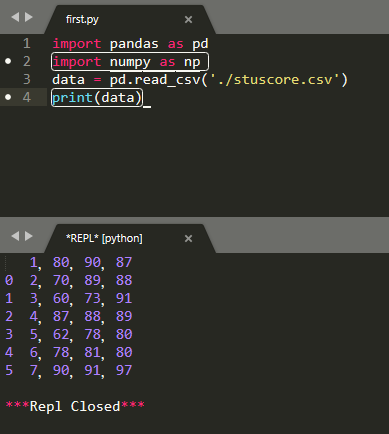 first.py ×
1 import pandas as pd
2 import numpy as np
3 data = pd.read_csv('./stuscore.csv')
4 print(data)
*REPL* [python] ×
1, 80, 90, 87
0 2, 70, 89, 88
1 3, 60, 73, 91
2 4, 87, 88, 89
3 5, 62, 78, 80
4 6, 78, 81, 80
5 7, 90, 91, 97
***Repl Closed***